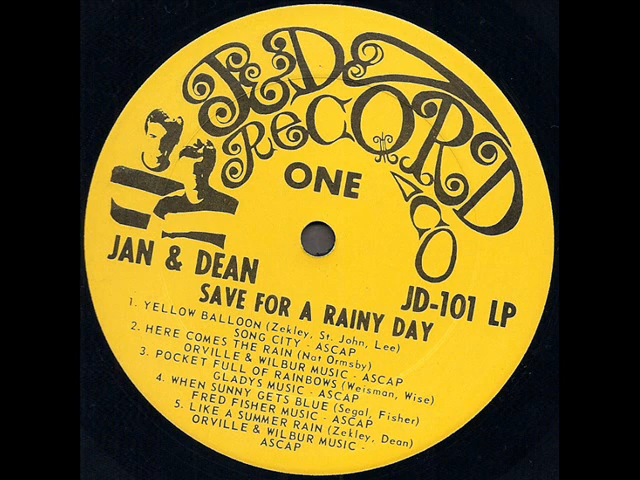 J&D
RECORD
CO
ONE
JAN & DEAN
JD-101 LP
SAVE FOR A RAINY DAY
1. YELLOW BALLOON (Zekley, St. John, Lee)
SONG CITY - ASCAP
2. HERE COMES THE RAIN (Nat Ormsby)
ORVILLE & WILBUR MUSIC - ASCAP
3. POCKET FULL OF RAINBOWS (Weisman, Wise)
GLADYS MUSIC - ASCAP
4. WHEN SUNNY GETS BLUE (Segal, Fisher)
FRED FISHER MUSIC - ASCAP
5. LIKE A SUMMER RAIN (Zekley, Dean)
ORVILLE & WILBUR MUSIC -
ASCAP